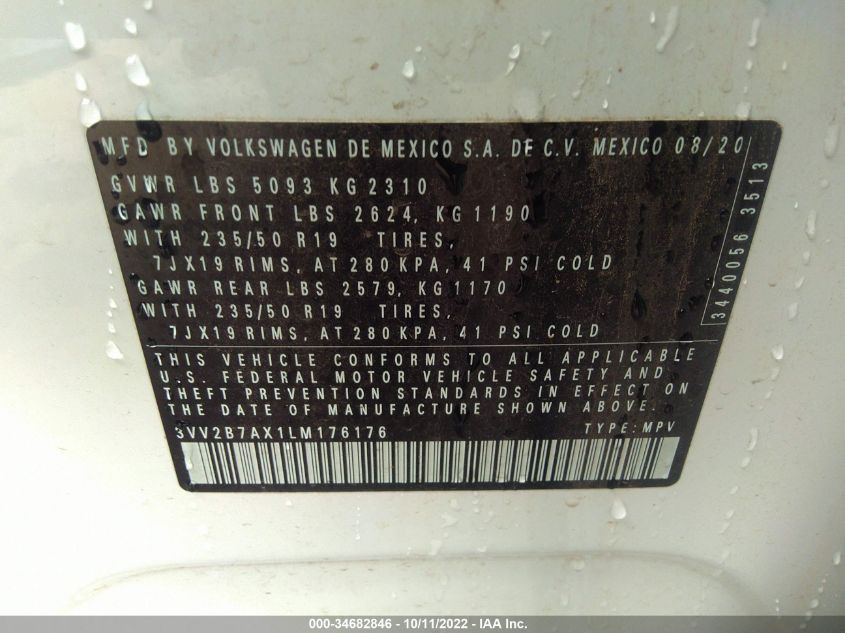 MFD BY VOLKSWAGEN DE MEXICO S.A. DE C.V. MEXICO 08/20
GVWR LBS 5093 KG 2310
GAWR FRONT LBS 2624, KG 1190
WITH 235/50 R19 TIRES,
7JX19 RIMS, AT 280 KPA, 41 PSI COLD
GAWR REAR LBS 2579, KG 1170
WITH 235/50 R19 TIRES,
7JX19 RIMS, AT 280 KPA, 41 PSI COLD
3440056 3513
THIS VEHICLE CONFORMS TO ALL APPLICABLE
U.S. FEDERAL MOTOR VEHICLE SAFETY AND
THEFT PREVENTION STANDARDS IN EFFECT ON
THE DATE OF MANUFACTURE SHOWN ABOVE.
3VV2B7AX1LM176176 TYPE: MPV
000-34682846 - 10/11/2022 - IAA Inc.